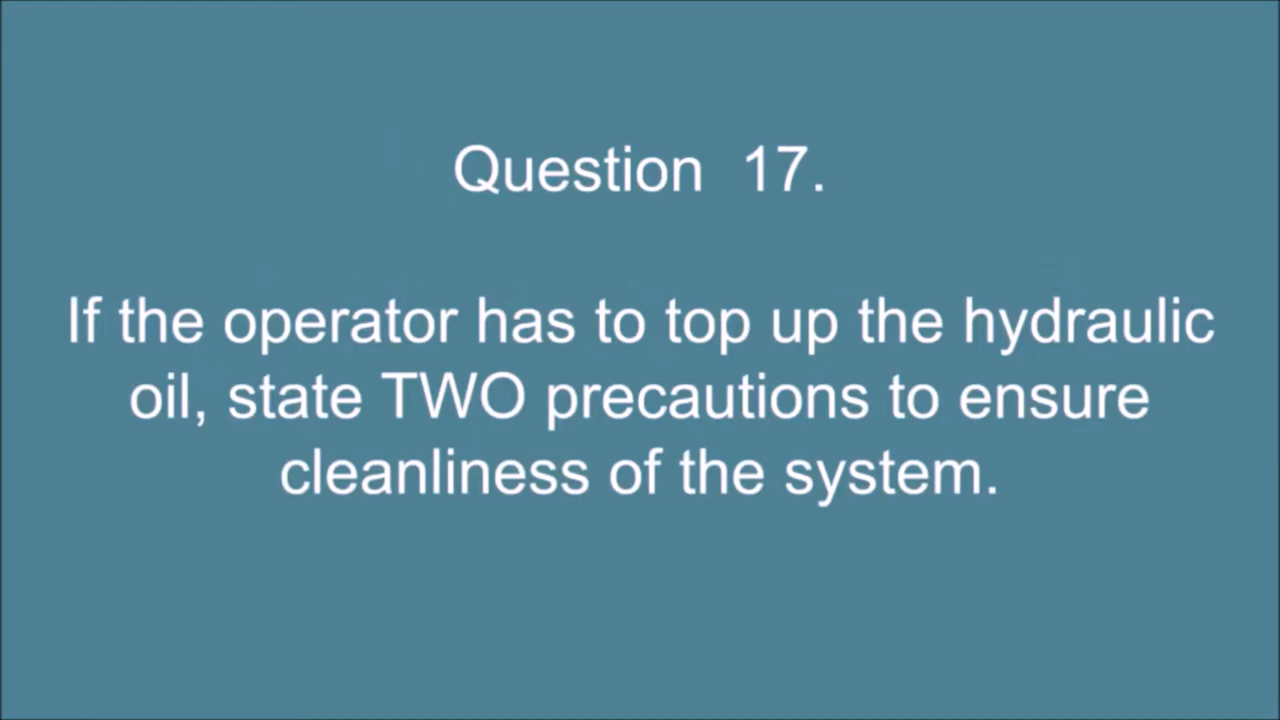 Question 17.
If the operator has to top up the hydraulic
oil, state TWO precautions to ensure
cleanliness of the system.